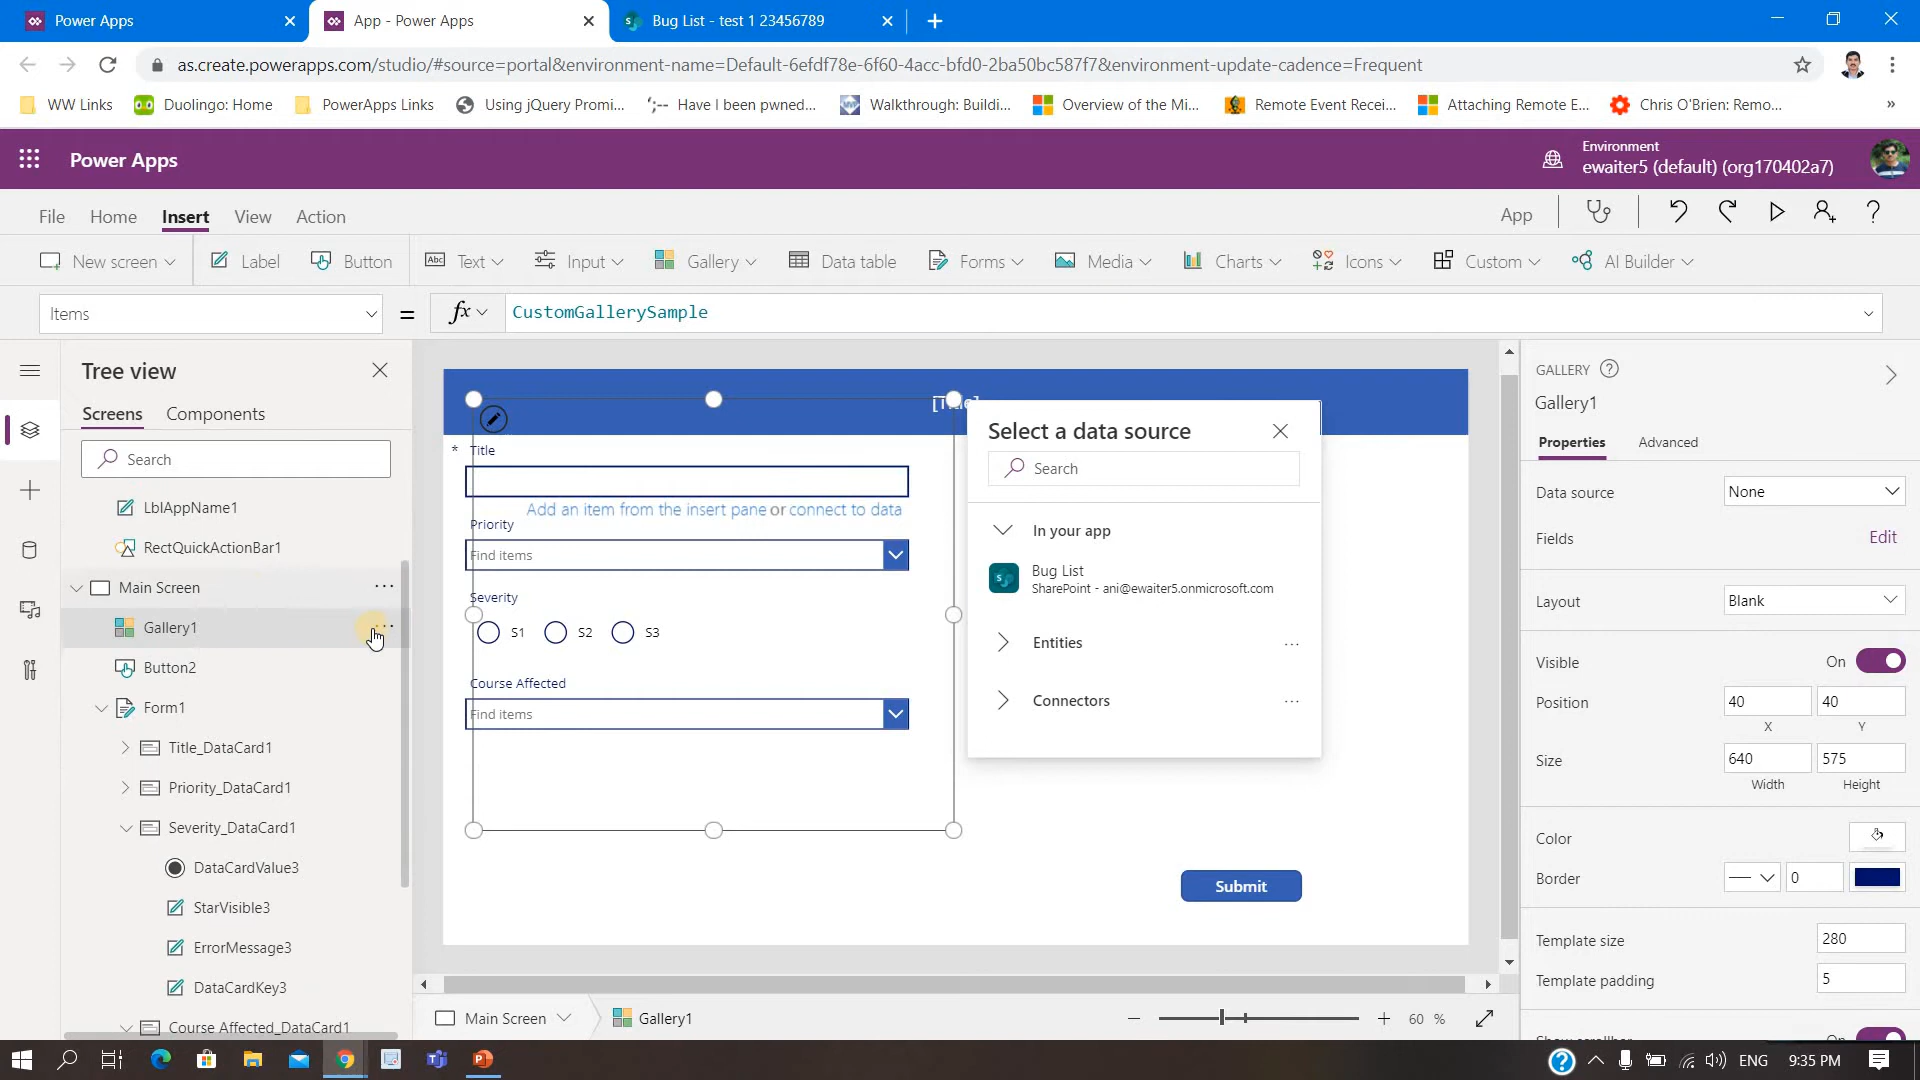 Power Apps
App - Power Apps
Bug List - test 1 23456789
as.create.powerapps.com/studio/#source=portal&environment-name=Default-6efdf78e-6f60-4acc-bfd0-2ba50bc587f7&environment-update-cadence=Frequent
WW Links
Duolingo: Home
PowerApps Links
Using jQuery Promi...
Have I been pwned...
Walkthrough: Buildi...
Overview of the Mi...
Remote Event Recei...
Attaching Remote E...
Chris O'Brien: Remo...
»
Power Apps
Environment
ewaiter5 (default) (org170402a7)
File
Home
Insert
View
Action
App
New screen
Label
Button
Text
Input
Gallery
Data table
Forms
Media
Charts
Icons
Custom
AI Builder
Items
=
fx
CustomGallerySample
Tree view
Screens
Components
Search
LblAppName1
RectQuickActionBar1
Main Screen
Gallery1
Button2
Form1
Title_DataCard1
Priority_DataCard1
Severity_DataCard1
DataCardValue3
StarVisible3
ErrorMessage3
DataCardKey3
Course Affected_DataCard1
* Title
Add an item from the insert pane or connect to data
Priority
Find items
Severity
S1
S2
S3
Course Affected
Find items
Submit
Select a data source
Search
In your app
Bug List
SharePoint - ani@ewaiter5.onmicrosoft.com
Entities
Connectors
Main Screen
Gallery1
60 %
GALLERY
Gallery1
Properties
Advanced
Data source
None
Fields
Edit
Layout
Blank
Visible
On
Position
40
40
X
Y
Size
640
575
Width
Height
Color
Border
0
Template size
280
Template padding
5
ENG
9:35 PM